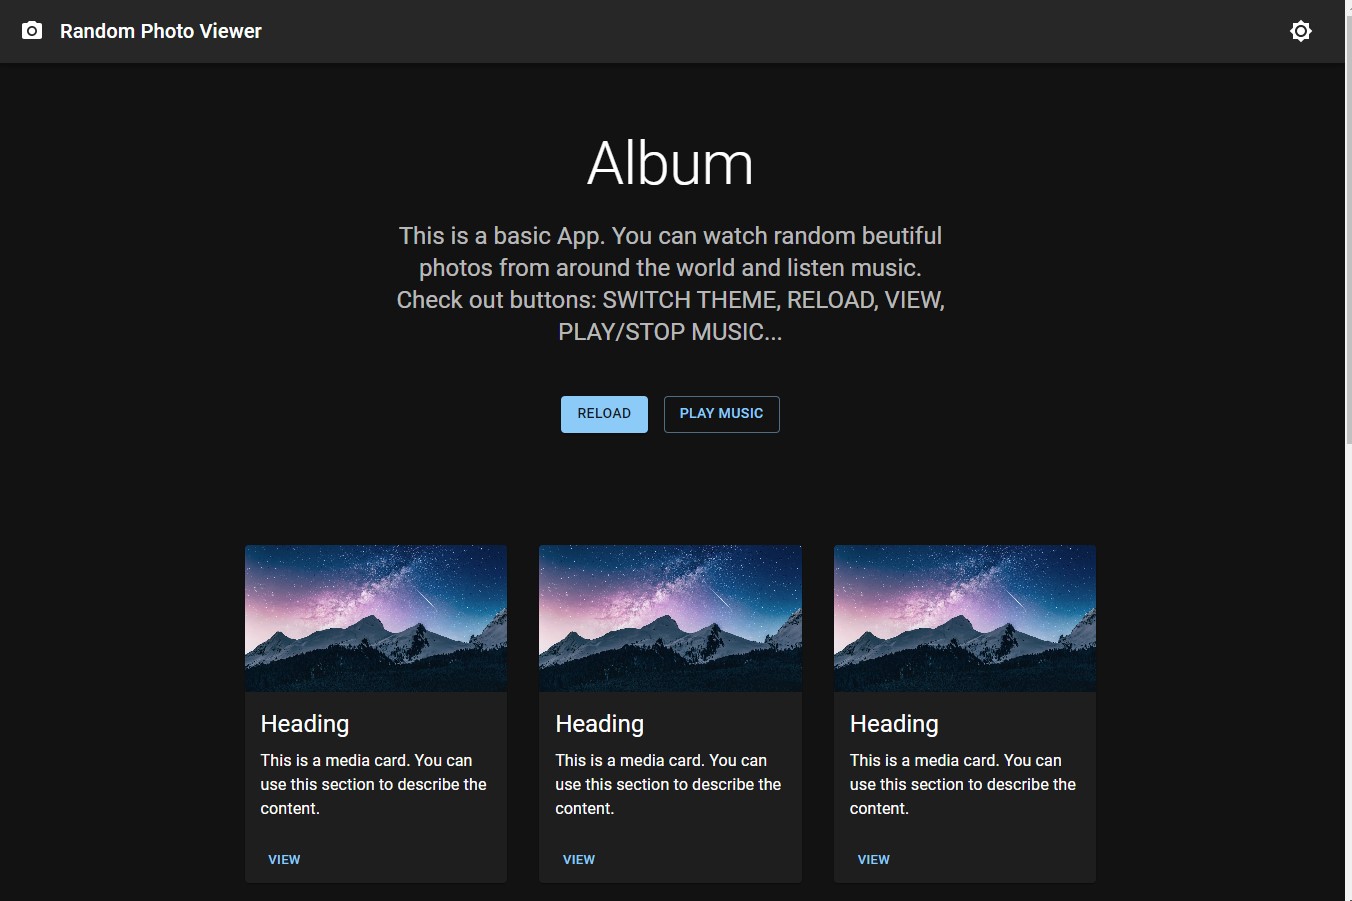 Random Photo Viewer
Album
This is a basic App. You can watch random beutiful
photos from around the world and listen music.
Check out buttons: SWITCH THEME, RELOAD, VIEW,
PLAY/STOP MUSIC...
RELOAD
PLAY MUSIC
Heading
This is a media card. You can
use this section to describe the
content.
VIEW
Heading
This is a media card. You can
use this section to describe the
content.
VIEW
Heading
This is a media card. You can
use this section to describe the
content.
VIEW